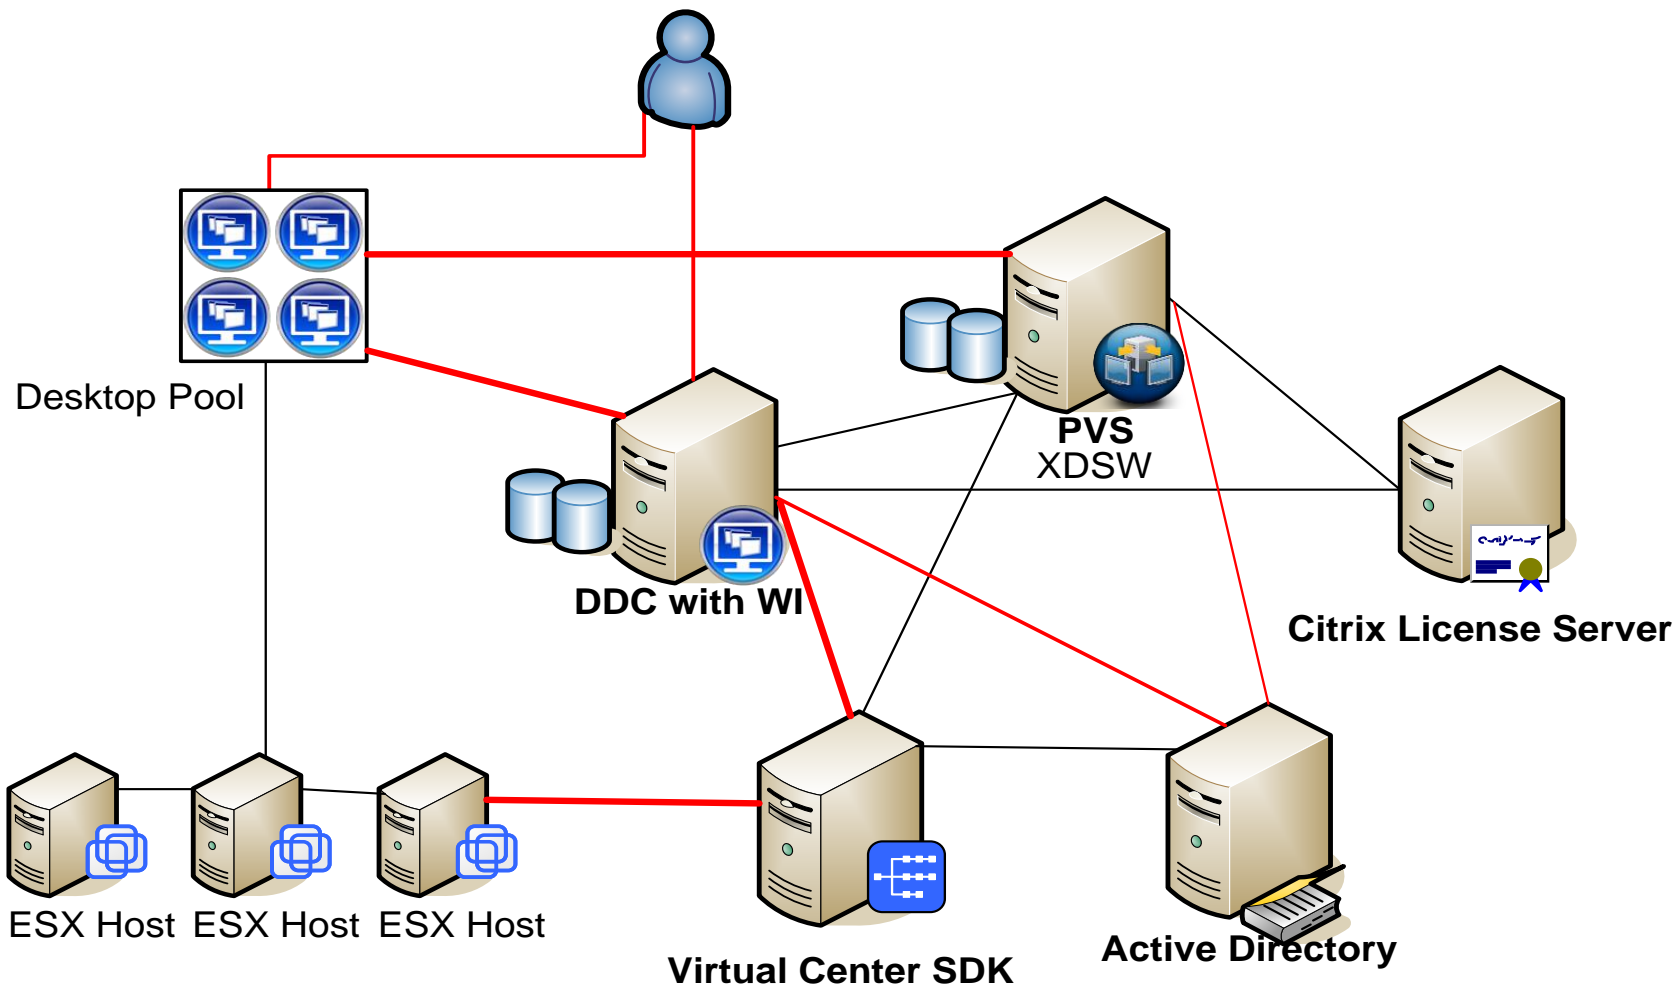 Desktop Pool
PVS
XDSW
DDC with WI
Citrix License Server
ESX Host
ESX Host
ESX Host
Virtual Center SDK
Active Directory